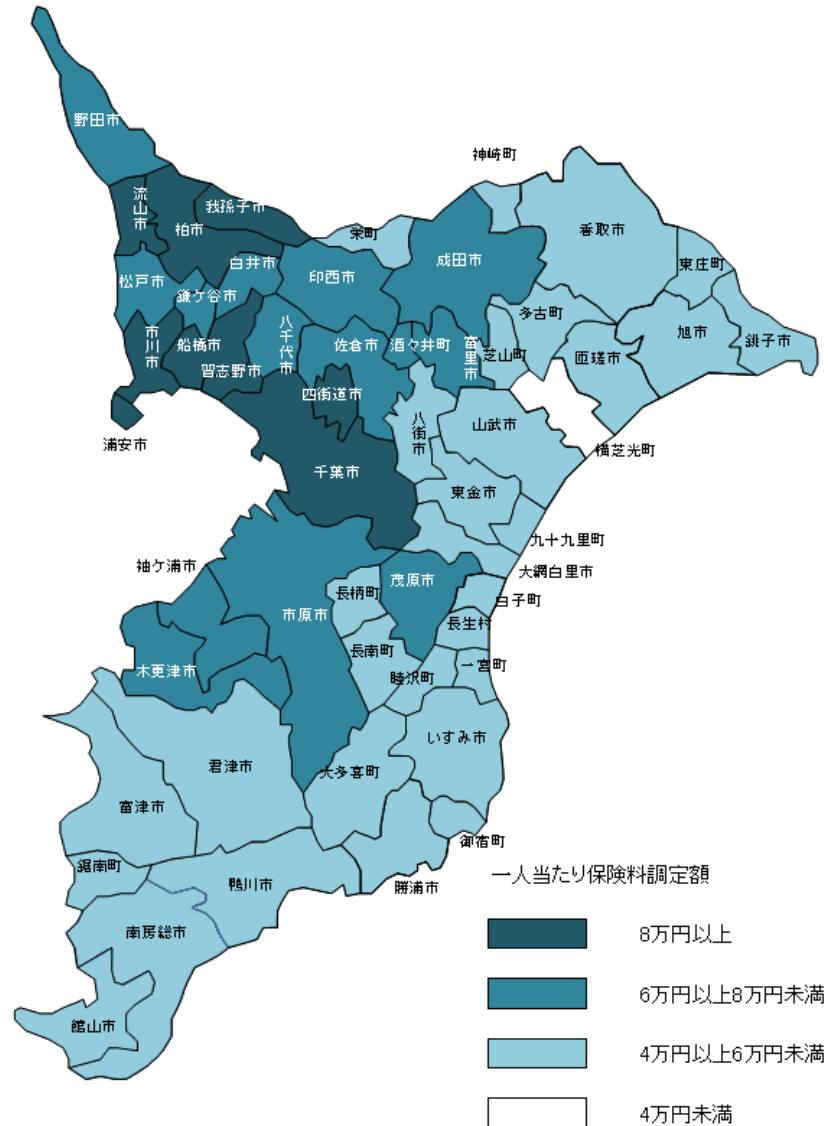 野田市
神崎町
流山市
我孫子市
柏市
栄町
香取市
白井市
成田市
東庄町
松戸市
印西市
鎌ケ谷市
多古町
市川市
船橋市
八千代市
佐倉市
酒々井町
富里市
芝山町
匝瑳市
旭市
銚子市
習志野市
四街道市
八街市
山武市
浦安市
横芝光町
千葉市
東金市
九十九里町
袖ケ浦市
大網白里市
茂原市
長柄町
白子町
市原市
長生村
長南町
一宮町
木更津市
睦沢町
いすみ市
君津市
大多喜町
富津市
御宿町
鋸南町
鴨川市
勝浦市
南房総市
館山市
一人当たり保険料調定額
8万円以上
6万円以上8万円未満
4万円以上6万円未満
4万円未満